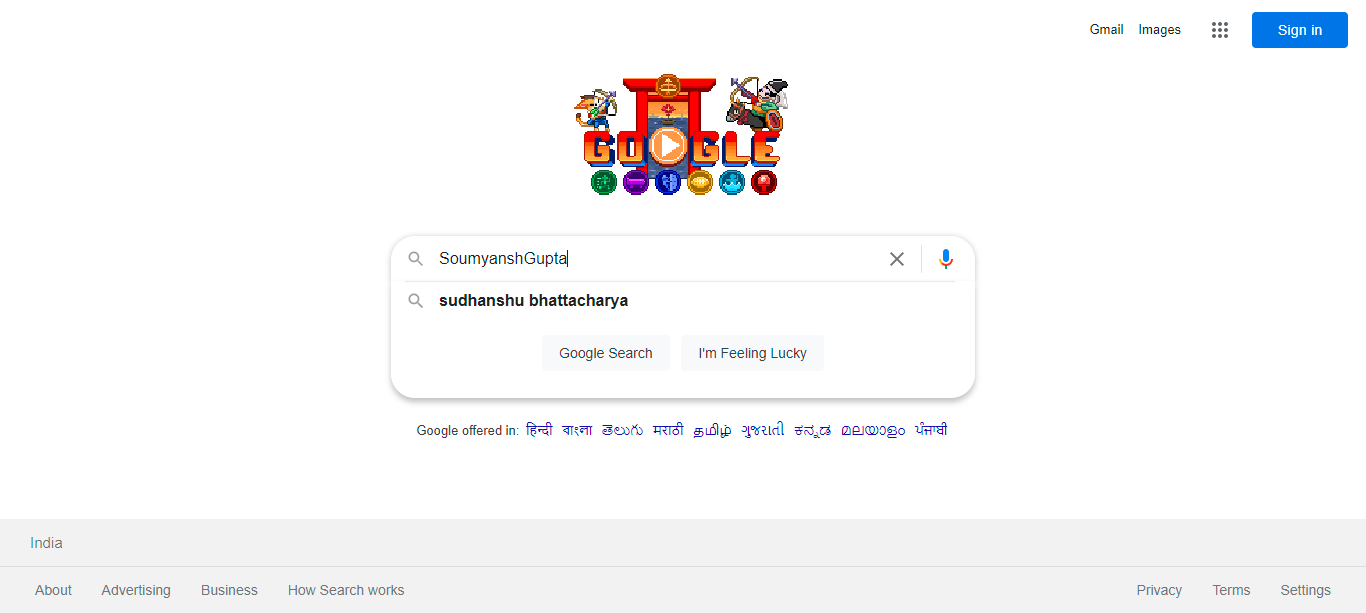 Gmail Images Sign in
GOOGLE
SoumyanshGupta
sudhanshu bhattacharya
Google Search I'm Feeling Lucky
Google offered in: हिन्दी বাংলা తెలుగు मराठी தமிழ் ગુજરાતી ಕನ್ನಡ മലയാളം ਪੰਜਾਬੀ
India
About Advertising Business How Search works Privacy Terms Settings